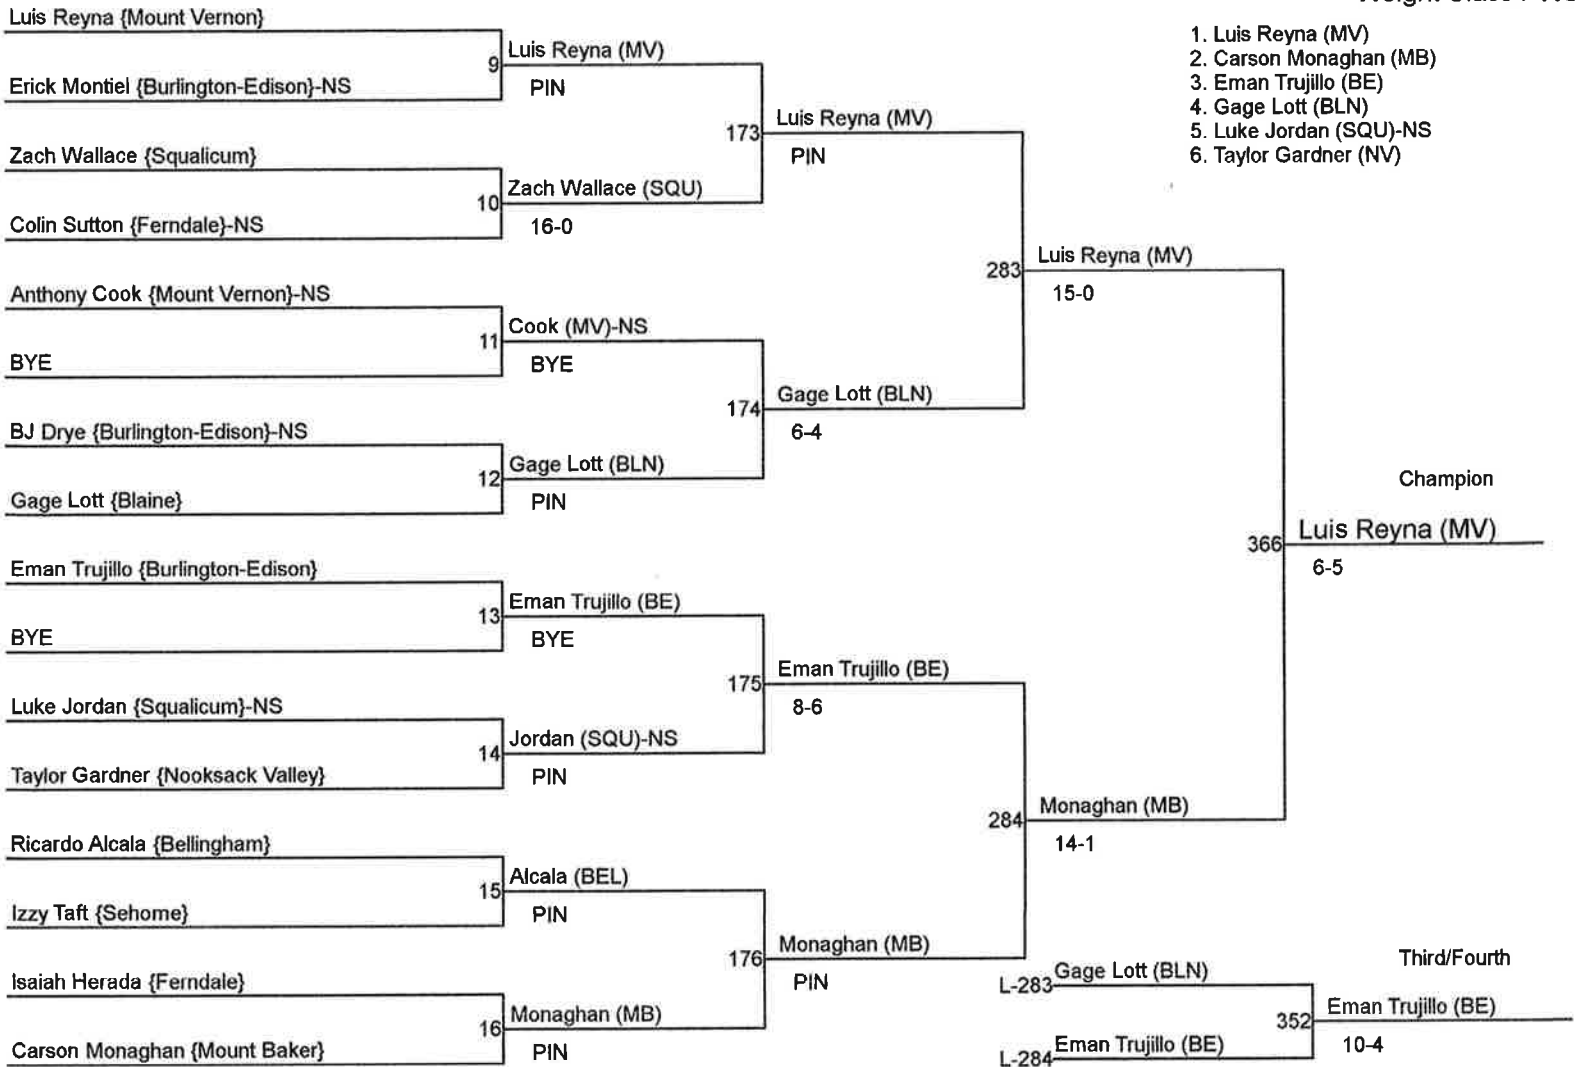 Luis Reyna {Mount Vernon}
Erick Montiel {Burlington-Edison}-NS
Zach Wallace {Squalicum}
Colin Sutton {Ferndale}-NS
Anthony Cook {Mount Vernon}-NS
BYE
BJ Drye {Burlington-Edison}-NS
Gage Lott {Blaine}
Eman Trujillo {Burlington-Edison}
BYE
Luke Jordan {Squalicum}-NS
Taylor Gardner {Nooksack Valley}
Ricardo Alcala {Bellingham}
Izzy Taft {Sehome}
Isaiah Herada {Ferndale}
Carson Monaghan {Mount Baker}
9 Luis Reyna (MV)
PIN
10 Zach Wallace (SQU)
16-0
11 Cook (MV)-NS
BYE
12 Gage Lott (BLN)
PIN
13 Eman Trujillo (BE)
BYE
14 Jordan (SQU)-NS
PIN
15 Alcala (BEL)
PIN
16 Monaghan (MB)
PIN
173 Luis Reyna (MV)
PIN
174 Gage Lott (BLN)
6-4
175 Eman Trujillo (BE)
8-6
176 Monaghan (MB)
PIN
283 Luis Reyna (MV)
15-0
284 Monaghan (MB)
14-1
1. Luis Reyna (MV)
2. Carson Monaghan (MB)
3. Eman Trujillo (BE)
4. Gage Lott (BLN)
5. Luke Jordan (SQU)-NS
6. Taylor Gardner (NV)
Champion
366 Luis Reyna (MV)
6-5
Third/Fourth
L-283 Gage Lott (BLN)
L-284 Eman Trujillo (BE)
352 Eman Trujillo (BE)
10-4